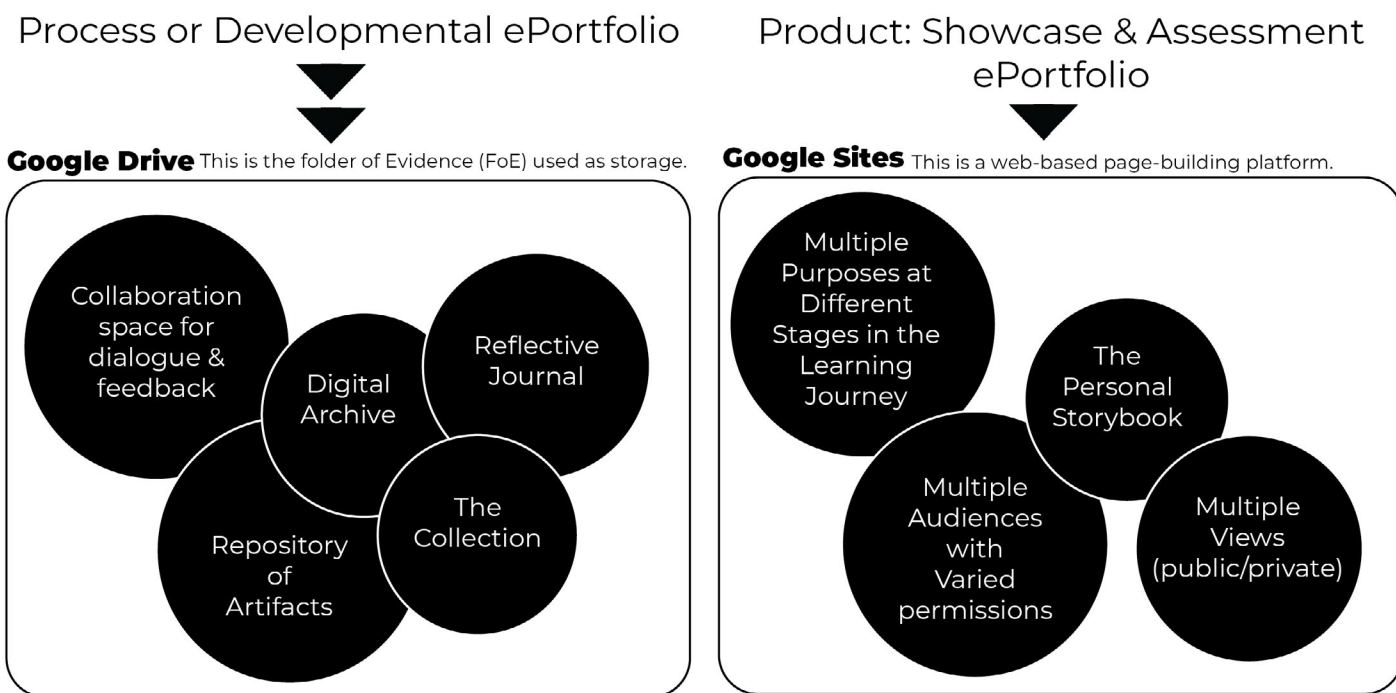 Process or Developmental ePortfolio
Google Drive This is the folder of Evidence (FoE) used as storage.
Collaboration
space for
dialogue &
feedback
Digital
Archive
Reflective
Journal
Repository
of
Artifacts
The
Collection
Product: Showcase & Assessment
ePortfolio
Google Sites This is a web-based page-building platform.
Multiple
Purposes at
Different
Stages in the
Learning
Journey
The
Personal
Storybook
Multiple
Audiences
with
Varied
permissions
Multiple
Views
(public/private)